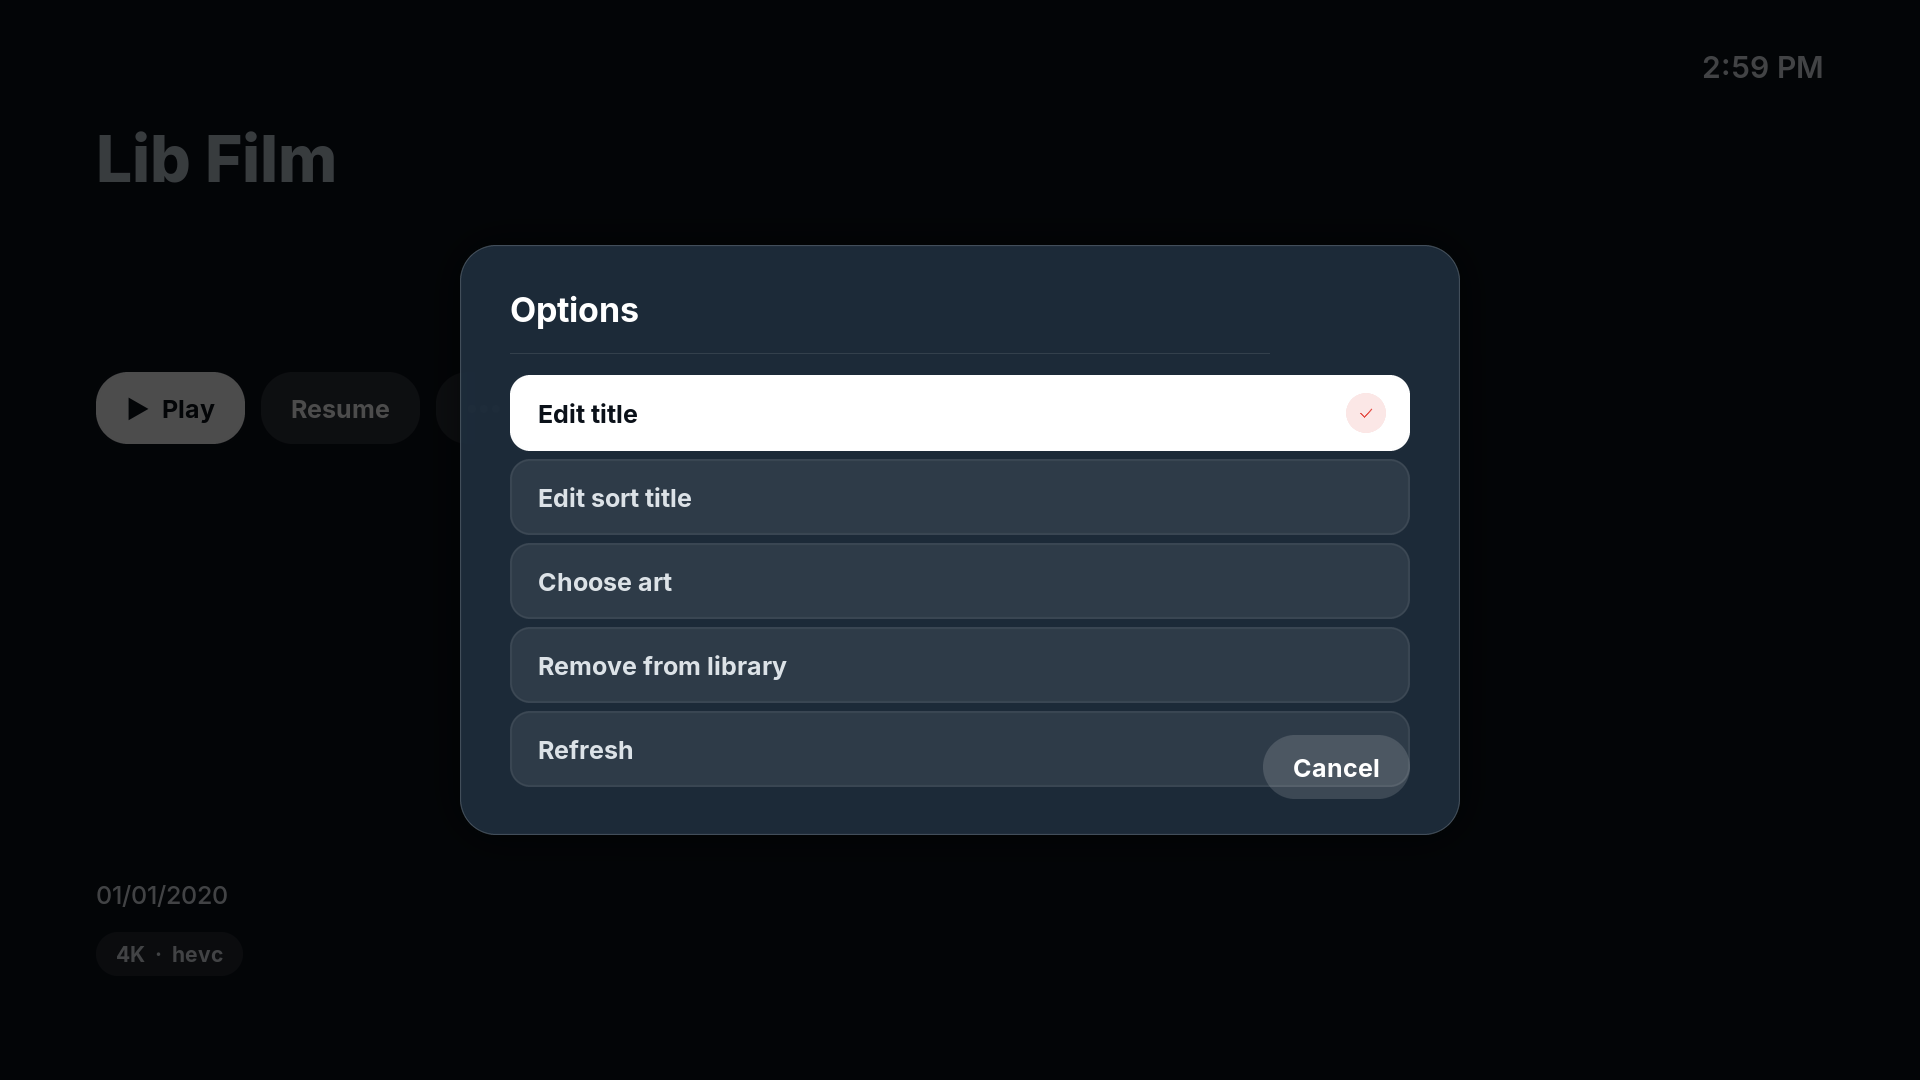 2:59 PM
Lib Film
Options
Play
Resume
Edit title
Edit sort title
Choose art
Remove from library
Refresh
Cancel
01/01/2020
4K · hevc